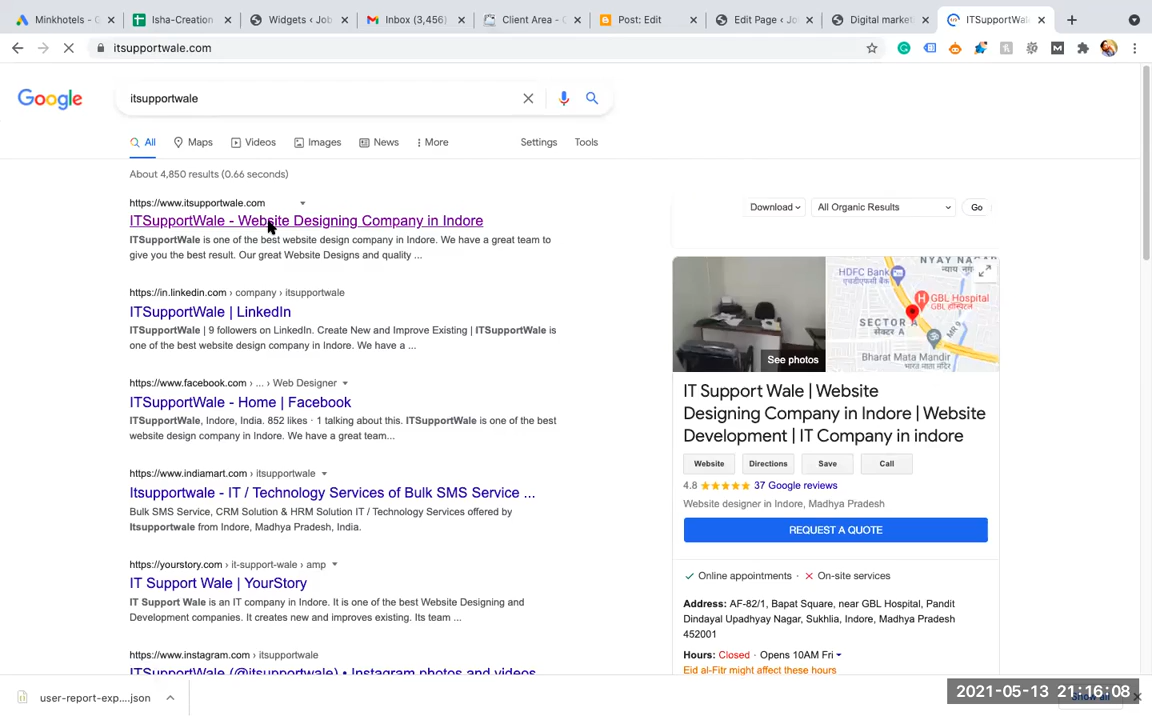 Minkhotels - G
Isha-Creation
Widgets ‹ Job
Inbox (3,456)
Client Area - C
Post: Edit
Edit Page ‹ Jo
Digital market
ITSupportWale
itsupportwale.com
Google
itsupportwale
All
Maps
Videos
Images
News
More
Settings
Tools
About 4,850 results (0.66 seconds)
https://www.itsupportwale.com
ITSupportWale - Website Designing Company in Indore
ITSupportWale is one of the best website design company in Indore. We have a great team to
give you the best result. Our great Website Designs and quality ...
https://in.linkedin.com › company › itsupportwale
ITSupportWale | LinkedIn
ITSupportWale | 9 followers on LinkedIn. Create New and Improve Existing | ITSupportWale is
one of the best website design company in Indore. We have a ...
https://www.facebook.com › ... › Web Designer
ITSupportWale - Home | Facebook
ITSupportWale, Indore, India. 852 likes · 1 talking about this. ITSupportWale is one of the best
website design company in Indore. We have a great team...
https://www.indiamart.com › itsupportwale
Itsupportwale - IT / Technology Services of Bulk SMS Service ...
Bulk SMS Service, CRM Solution & HRM Solution IT / Technology Services offered by
Itsupportwale from Indore, Madhya Pradesh, India.
https://yourstory.com › it-support-wale › amp
IT Support Wale | YourStory
IT Support Wale is an IT company in Indore. It is one of the best Website Designing and
Development companies. It creates new and improves existing. Its team ...
https://www.instagram.com › itsupportwale
ITSupportWale (@itsupportwale) • Instagram photos and videos
Download
All Organic Results
Go
See photos
NYAY NAGAR
HDFC Bank
एचडीएफसी बैंक
GBL Hospital
SECTOR A
सेक्टर अ
MR 9
Bharat Mata Mandir
IT Support Wale | Website
Designing Company in Indore | Website
Development | IT Company in indore
Website
Directions
Save
Call
4.8
37 Google reviews
Website designer in Indore, Madhya Pradesh
REQUEST A QUOTE
Online appointments · On-site services
Address: AF-82/1, Bapat Square, near GBL Hospital, Pandit
Dindayal Upadhyay Nagar, Sukhlia, Indore, Madhya Pradesh
452001
Hours: Closed · Opens 10AM Fri
Eid al-Fitr might affect these hours
user-report-exp....json
Show all
2021-05-13 21:16:08